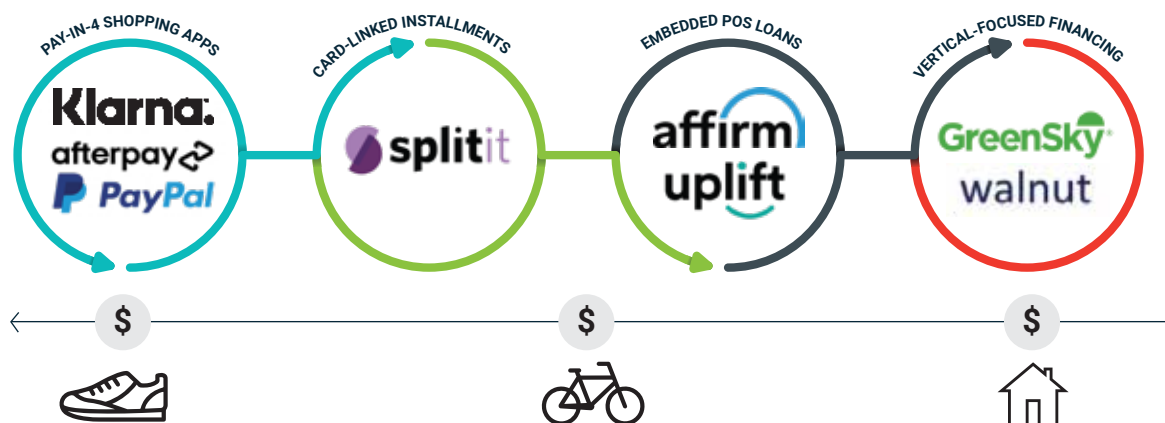 PAY-IN-4 SHOPPING APPS
Klarna.
afterpay
PayPal
CARD-LINKED INSTALLMENTS
splitit
EMBEDDED POS LOANS
affirm
uplift
VERTICAL-FOCUSED FINANCING
GreenSky®
walnut
$
$
$